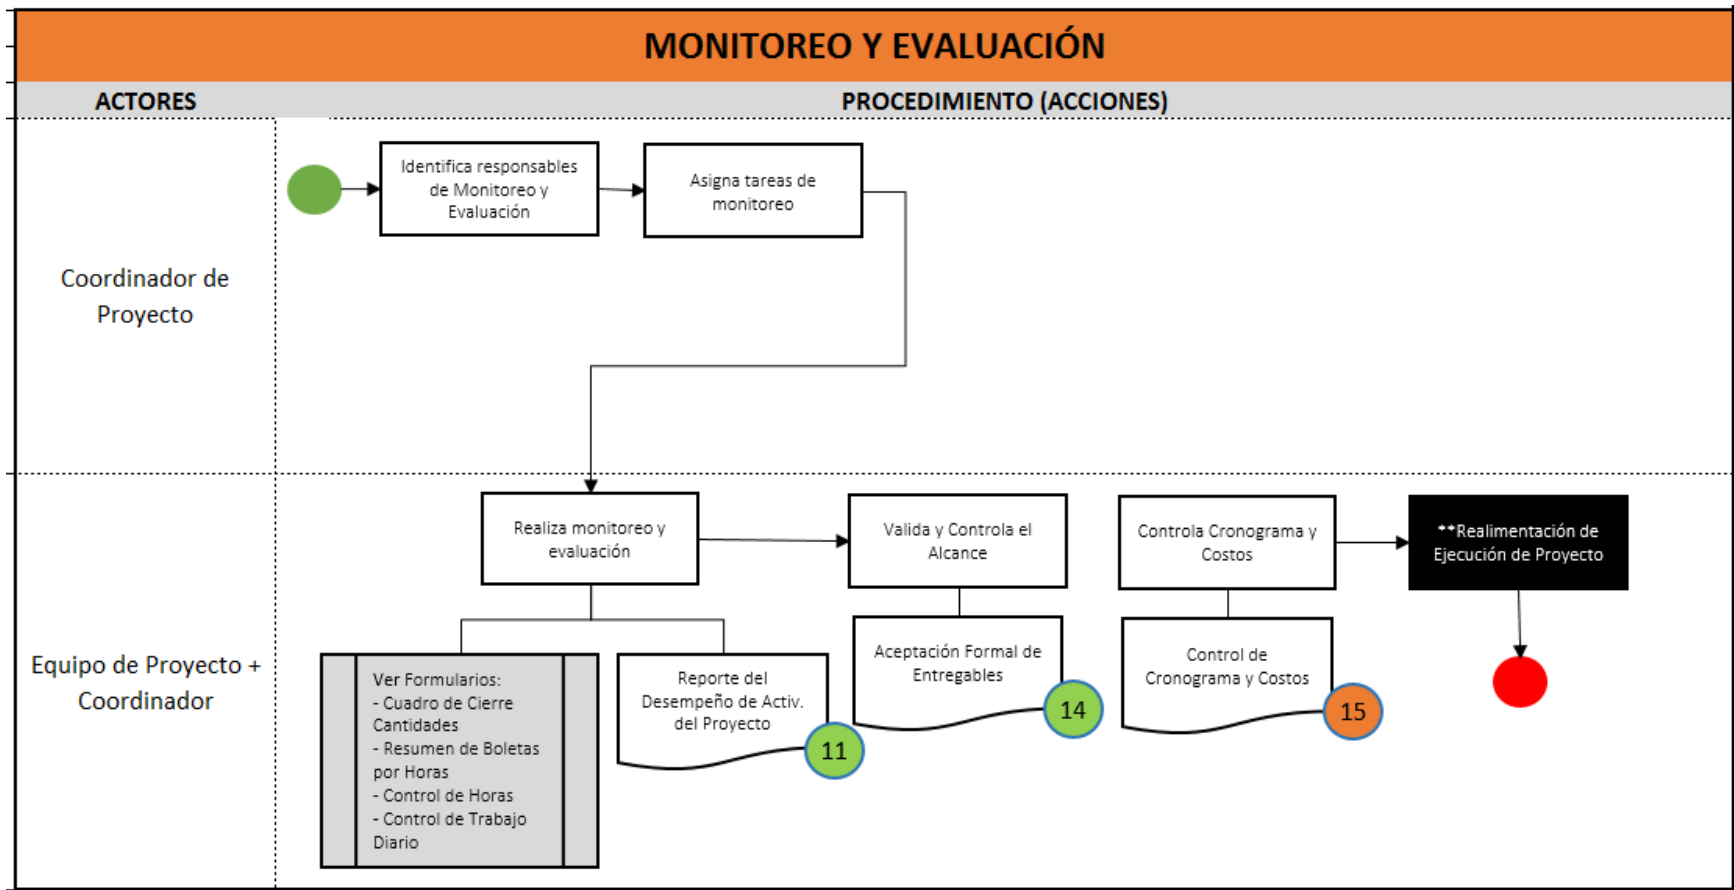 MONITOREO Y EVALUACIÓN
ACTORES
PROCEDIMIENTO (ACCIONES)
Coordinador de
Proyecto
Identifica responsables
de Monitoreo y
Evaluación
Asigna tareas de
monitoreo
Equipo de Proyecto +
Coordinador
Realiza monitoreo y
evaluación
Valida y Controla el
Alcance
Controla Cronograma y
Costos
**Realimentación de
Ejecución de Proyecto
Ver Formularios:
- Cuadro de Cierre
Cantidades
- Resumen de Boletas
por Horas
- Control de Horas
- Control de Trabajo
Diario
Reporte del
Desempeño de Activ.
del Proyecto
11
Aceptación Formal de
Entregables
14
Control de
Cronograma y Costos
15